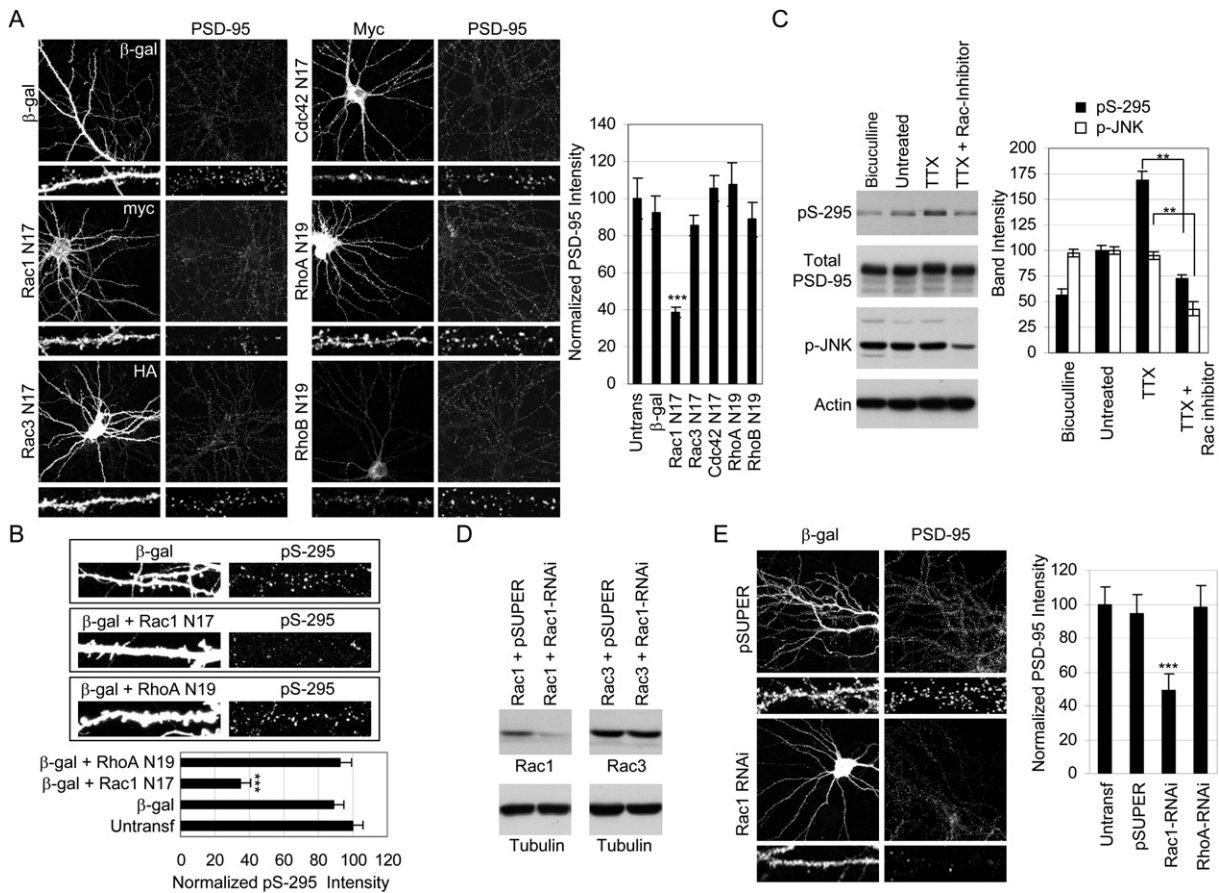 A
PSD-95
Myc
PSD-95
β-gal
β-gal
Cdc42 N17
Rac1 N17
myc
RhoA N19
Rac3 N17
HA
RhoB N19
Normalized PSD-95 Intensity
140
120
100
80
60
40
20
0
***
Untrans
β-gal
Rac1 N17
Rac3 N17
Cdc42 N17
RhoA N19
RhoB N19
C
Bicuculline
Untreated
TTX
TTX + Rac-Inhibitor
pS-295
Total
PSD-95
p-JNK
Actin
pS-295
p-JNK
Band Intensity
200
175
150
125
100
75
50
25
0
**
**
Bicuculline
Untreated
TTX
TTX +
Rac inhibitor
B
β-gal
pS-295
β-gal + Rac1 N17
pS-295
β-gal + RhoA N19
pS-295
β-gal + RhoA N19
β-gal + Rac1 N17
***
β-gal
Untransf
0 20 40 60 80 100 120
Normalized pS-295 Intensity
D
Rac1 + pSUPER
Rac1 + Rac1-RNAi
Rac3 + pSUPER
Rac3 + Rac1-RNAi
Rac1
Rac3
Tubulin
Tubulin
E
β-gal
PSD-95
pSUPER
Rac1 RNAi
Normalized PSD-95 Intensity
120
100
80
60
40
20
0
***
Untransf
pSUPER
Rac1-RNAi
RhoA-RNAi